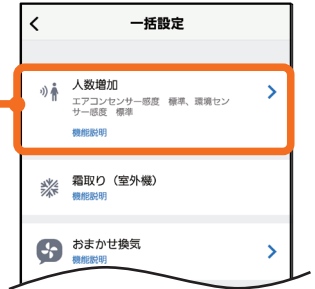 一括設定
人数増加
エアコンセンサー感度　標準、環境セン
サー感度　標準
機能説明
霜取り（室外機）
機能説明
おまかせ換気
機能説明